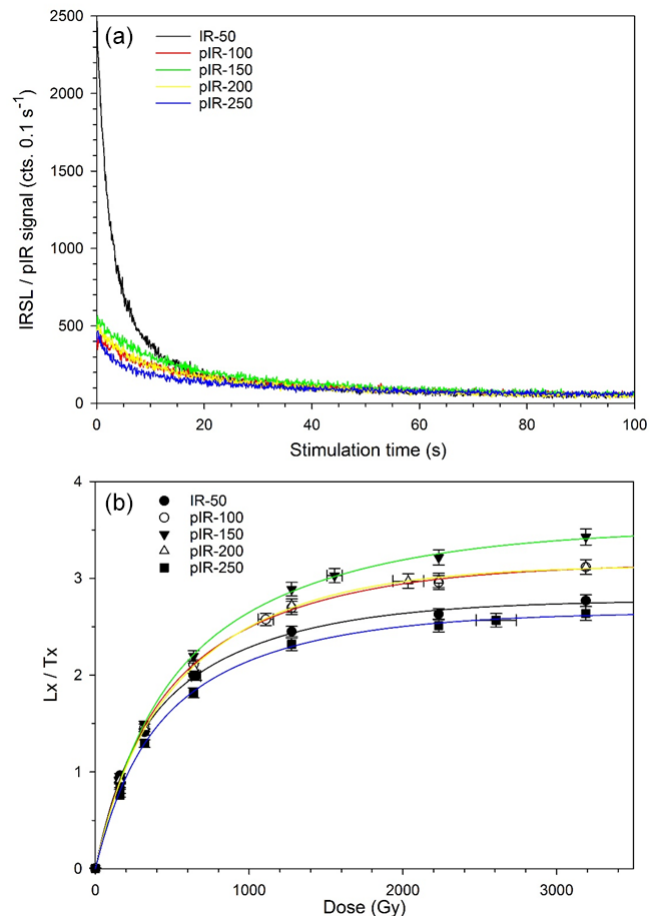 (a)
IR-50
pIR-100
pIR-150
pIR-200
pIR-250
IRSL / pIR signal (cts. 0.1 s⁻¹)
2500
2000
1500
1000
500
0
0 20 40 60 80 100
Stimulation time (s)
(b)
IR-50
pIR-100
pIR-150
pIR-200
pIR-250
Lx / Tx
4
3
2
1
0
0 1000 2000 3000
Dose (Gy)